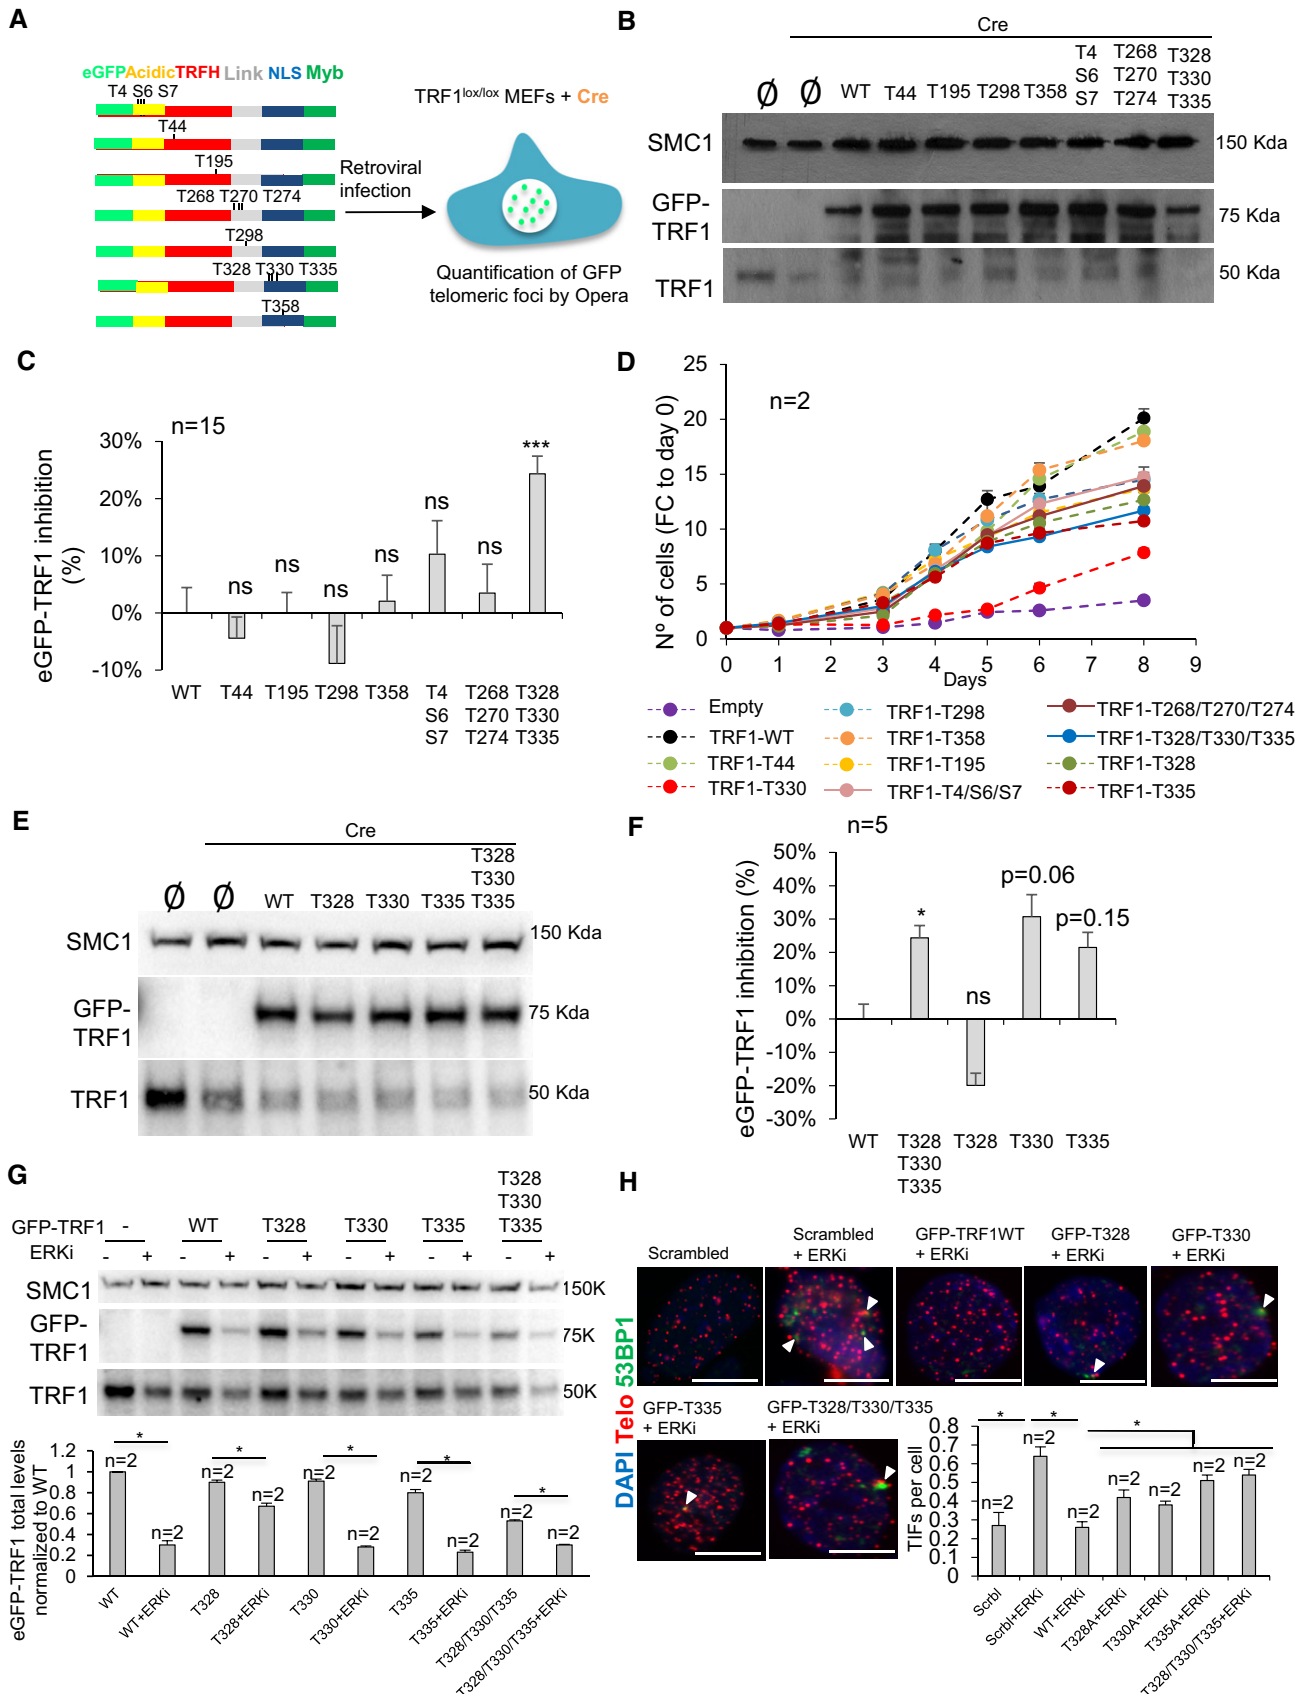 A
eGFPAcidicTRFH Link NLS Myb
T4 S6 S7
T44
T195
T268 T270 T274
T298
T328 T330 T335
T358
Retroviral
infection
TRF1lox/lox MEFs + Cre
Quantification of GFP
telomeric foci by Opera
B
Cre
Ø Ø WT T44 T195 T298 T358
T4
S6
S7
T268
T270
T274
T328
T330
T335
SMC1
150 Kda
GFP-
TRF1
75 Kda
TRF1
50 Kda
C
n=15
eGFP-TRF1 inhibition
(%)
30%
20%
10%
0%
-10%
ns ns ns ns ns ns ***
WT T44 T195 T298 T358
T4
S6
S7
T268
T270
T274
T328
T330
T335
D
n=2
Nº of cells (FC to day 0)
25
20
15
10
5
0
0 1 2 3 4 5 6 7 8 9
Days
Empty
TRF1-WT
TRF1-T44
TRF1-T330
TRF1-T298
TRF1-T358
TRF1-T195
TRF1-T4/S6/S7
TRF1-T268/T270/T274
TRF1-T328/T330/T335
TRF1-T328
TRF1-T335
E
Cre
Ø Ø WT T328 T330 T335
T328
T330
T335
SMC1
150 Kda
GFP-
TRF1
75 Kda
TRF1
50 Kda
F
n=5
eGFP-TRF1 inhibition (%)
50%
40%
30%
20%
10%
0%
-10%
-20%
-30%
* ns p=0.06 p=0.15
WT
T328
T330
T335
T328 T330 T335
G
GFP-TRF1 - WT T328 T330 T335
T328
T330
T335
ERKi - + - + - + - + - + - +
SMC1
150K
GFP-
TRF1
75K
TRF1
50K
eGFP-TRF1 total levels
normalized to WT
1.2
1
0.8
0.6
0.4
0.2
0
* * * * *
n=2 n=2 n=2 n=2 n=2 n=2 n=2 n=2 n=2 n=2
WT
WT+ERKi
T328
T328+ERKi
T330
T330+ERKi
T335
T335+ERKi
T328/T330/T335
T328/T330/T335+ERKi
H
DAPI Telo 53BP1
Scrambled
Scrambled
+ ERKi
GFP-TRF1WT
+ ERKi
GFP-T328
+ ERKi
GFP-T330
+ ERKi
GFP-T335
+ ERKi
GFP-T328/T330/T335
+ ERKi
TIFs per cell
0.8
0.7
0.6
0.5
0.4
0.3
0.2
0.1
0
* * *
n=2 n=2 n=2 n=2 n=2 n=2 n=2
Scrbl
Scrbl+ERKi
WT+ERKi
T328A+ERKi
T330A+ERKi
T335A+ERKi
T328/T330/T335+ERKi